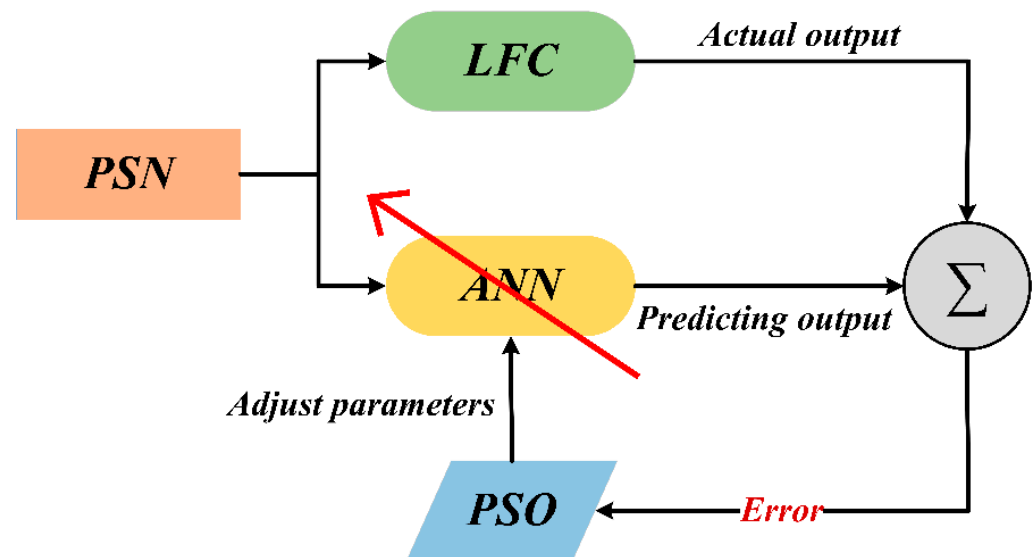 LFC
Actual output
PSN
ANN
Σ
Predicting output
Adjust parameters
PSO
Error